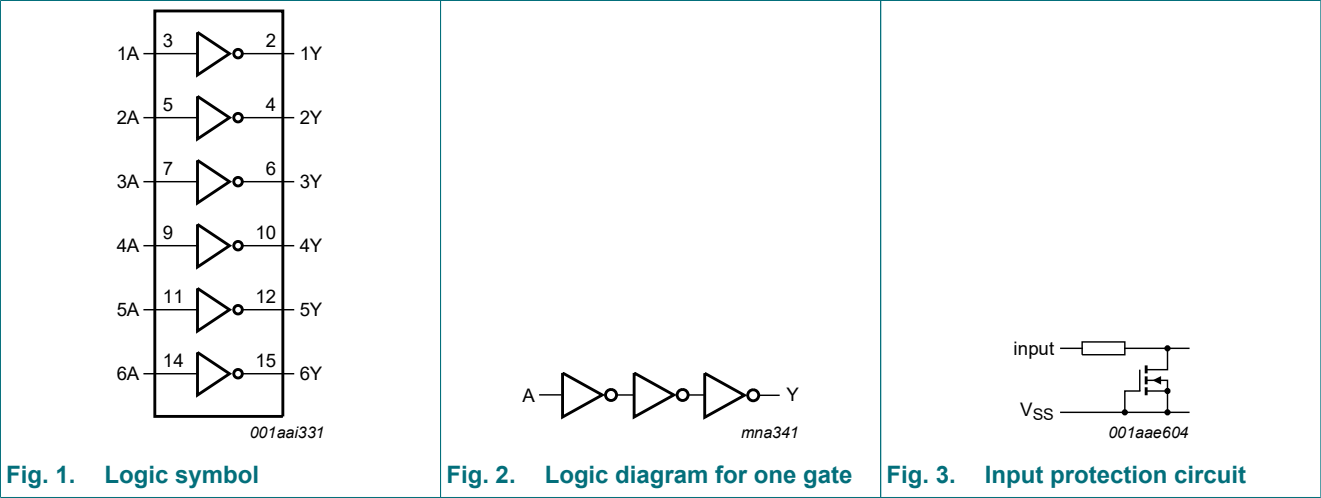 1A 3 2 1Y
2A 5 4 2Y
3A 7 6 3Y
4A 9 10 4Y
5A 11 12 5Y
6A 14 15 6Y
001aai331
Fig. 1. Logic symbol
A Y
mna341
Fig. 2. Logic diagram for one gate
input
VSS
001aae604
Fig. 3. Input protection circuit